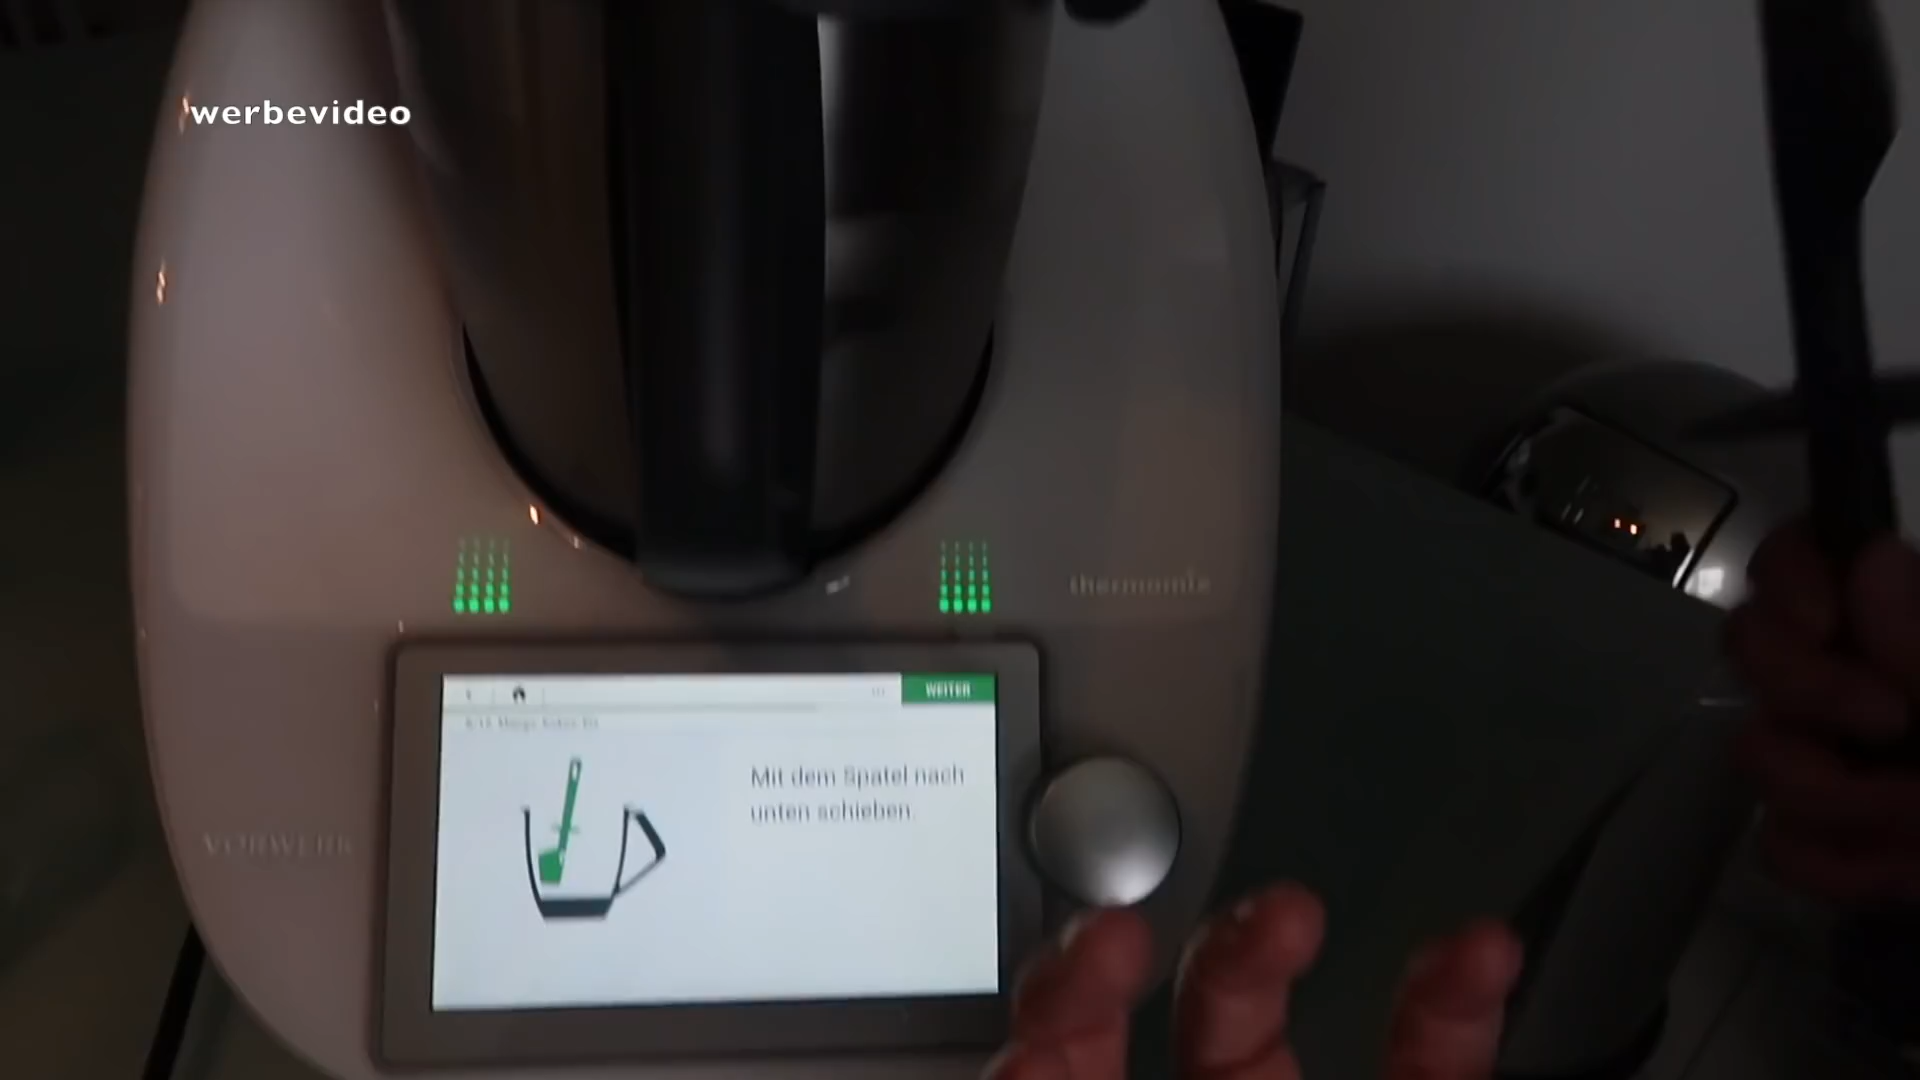 werbevideo
thermomix
WEITER
Mit dem Spatel nach
unten schieben.
VORWERK